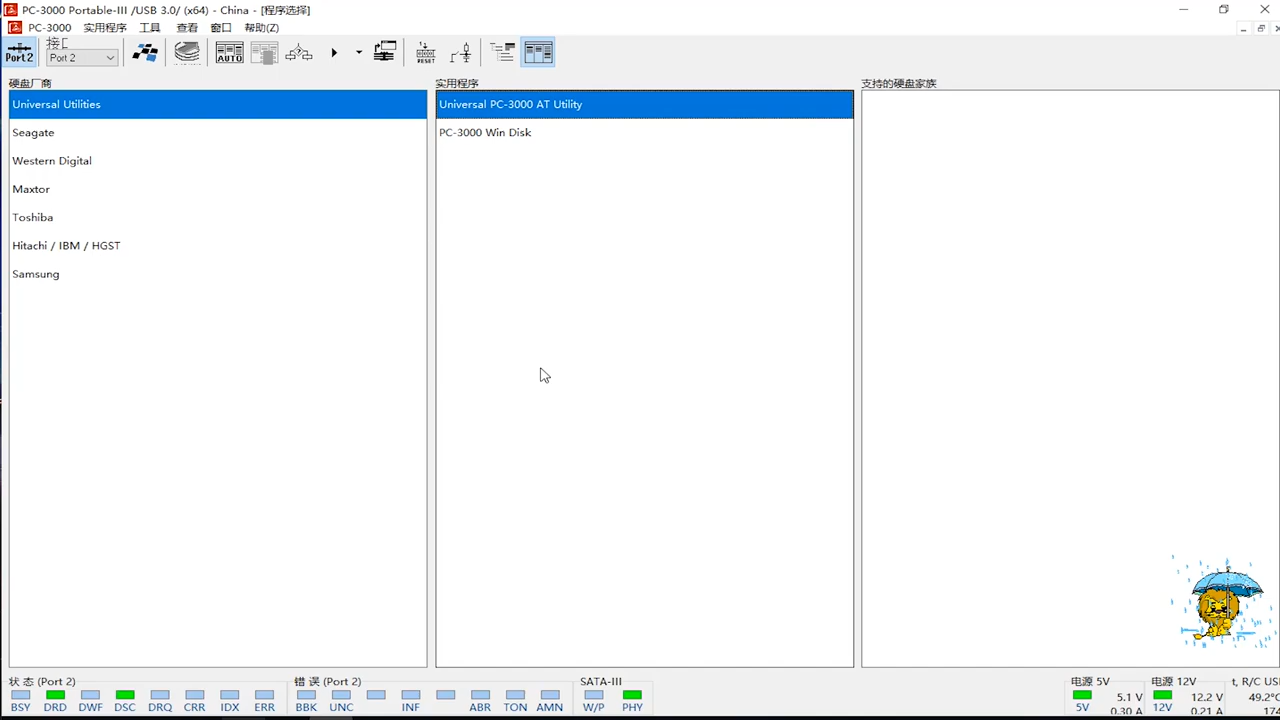 PC-3000 Portable-III /USB 3.0/ (x64) - China - [程序选择]
PC-3000 实用程序 工具 查看 窗口 帮助(Z)
Port2 接口 Port 2 AUTO RESET
硬盘厂商 实用程序 支持的硬盘家族
Universal Utilities Universal PC-3000 AT Utility
Seagate PC-3000 Win Disk
Western Digital
Maxtor
Toshiba
Hitachi / IBM / HGST
Samsung
状 态 (Port 2) 错 误 (Port 2) SATA-III 电源 5V 电源 12V t, R/C USI
5.1 V 12.2 V 49.2°C
BSY DRD DWF DSC DRQ CRR IDX ERR BBK UNC INF ABR TON AMN W/P PHY 5V 12V
0.30 A 0.21 A 174